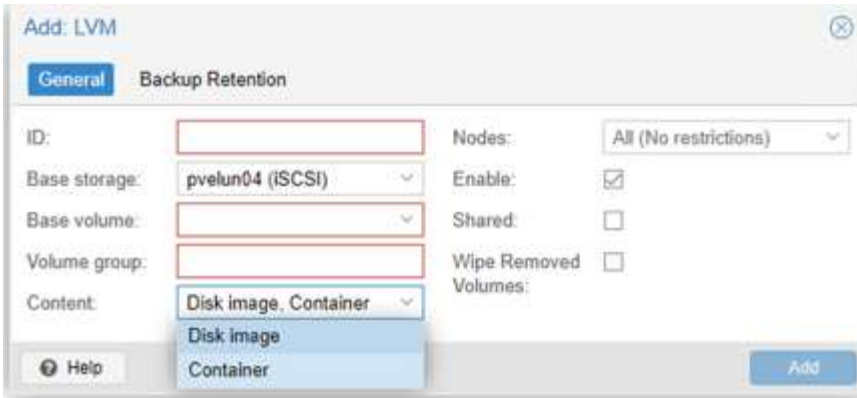 Add: LVM
General Backup Retention
ID: Nodes: All (No restrictions)
Base storage: pvelun04 (iSCSI) Enable:
Base volume: Shared:
Volume group: Wipe Removed
Volumes:
Content: Disk image, Container
Disk image
Container
Help Add